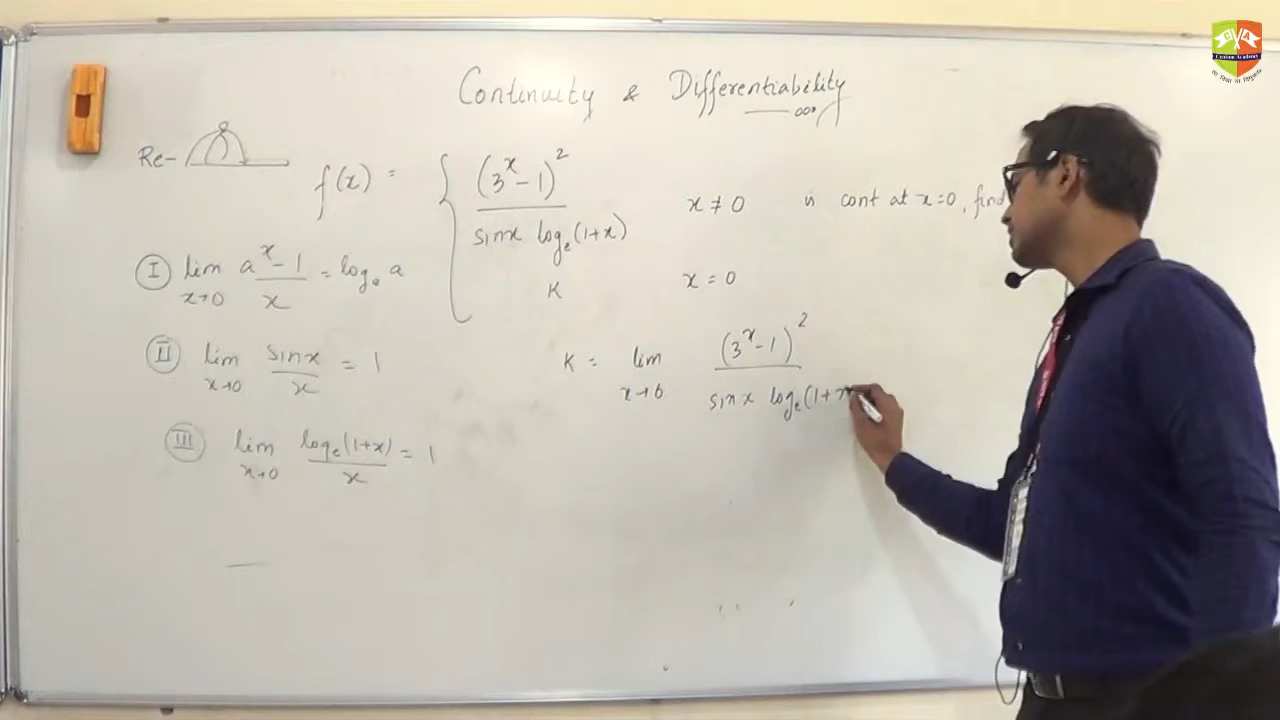 Continuity & Differentiability
Re-
f(x) = { (3^x - 1)^2 / sinx log_e(1+x) x ≠ 0 is cont at x=0, find
K x = 0
(I) lim x→0 a^x - 1 / x = log_e a
(II) lim x→0 sinx / x = 1
(III) lim x→0 log_e(1+x) / x = 1
K = lim x→0 (3^x - 1)^2 / sinx log_e(1+x